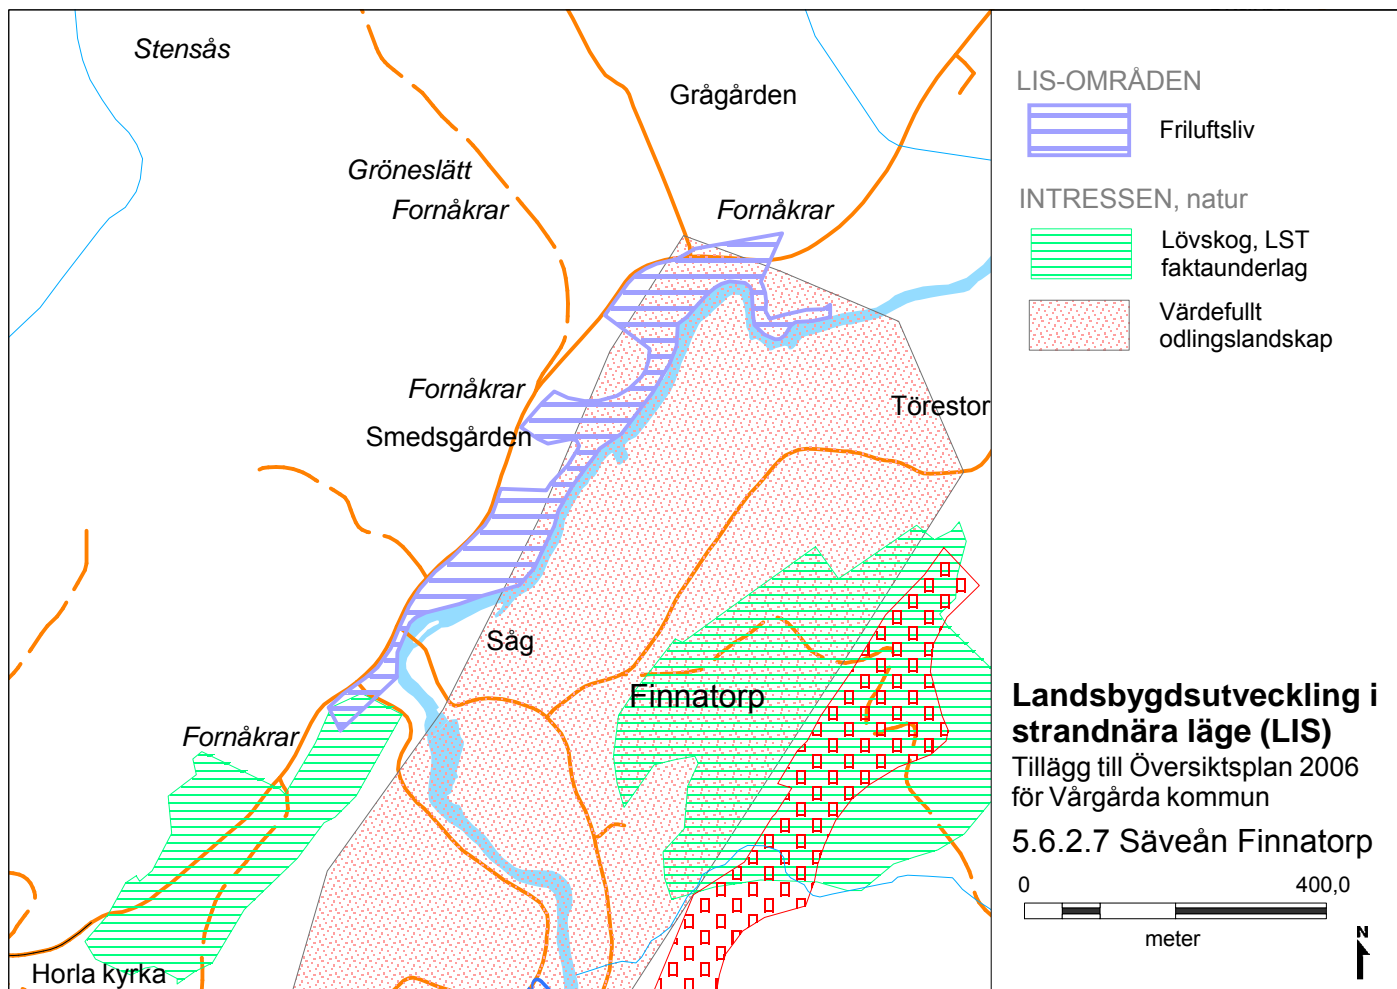 Stensås
Grågården
Gröneslätt
Fornåkrar
Fornåkrar
Fornåkrar
Smedsgården
Törestor
Såg
Finnatorp
Fornåkrar
Horla kyrka
LIS-OMRÅDEN
Friluftsliv
INTRESSEN, natur
Lövskog, LST
faktaunderlag
Värdefullt
odlingslandskap
Landsbygdsutveckling i
strandnära läge (LIS)
Tillägg till Översiktsplan 2006
för Vårgårda kommun
5.6.2.7 Säveån Finnatorp
0 400,0
meter
N